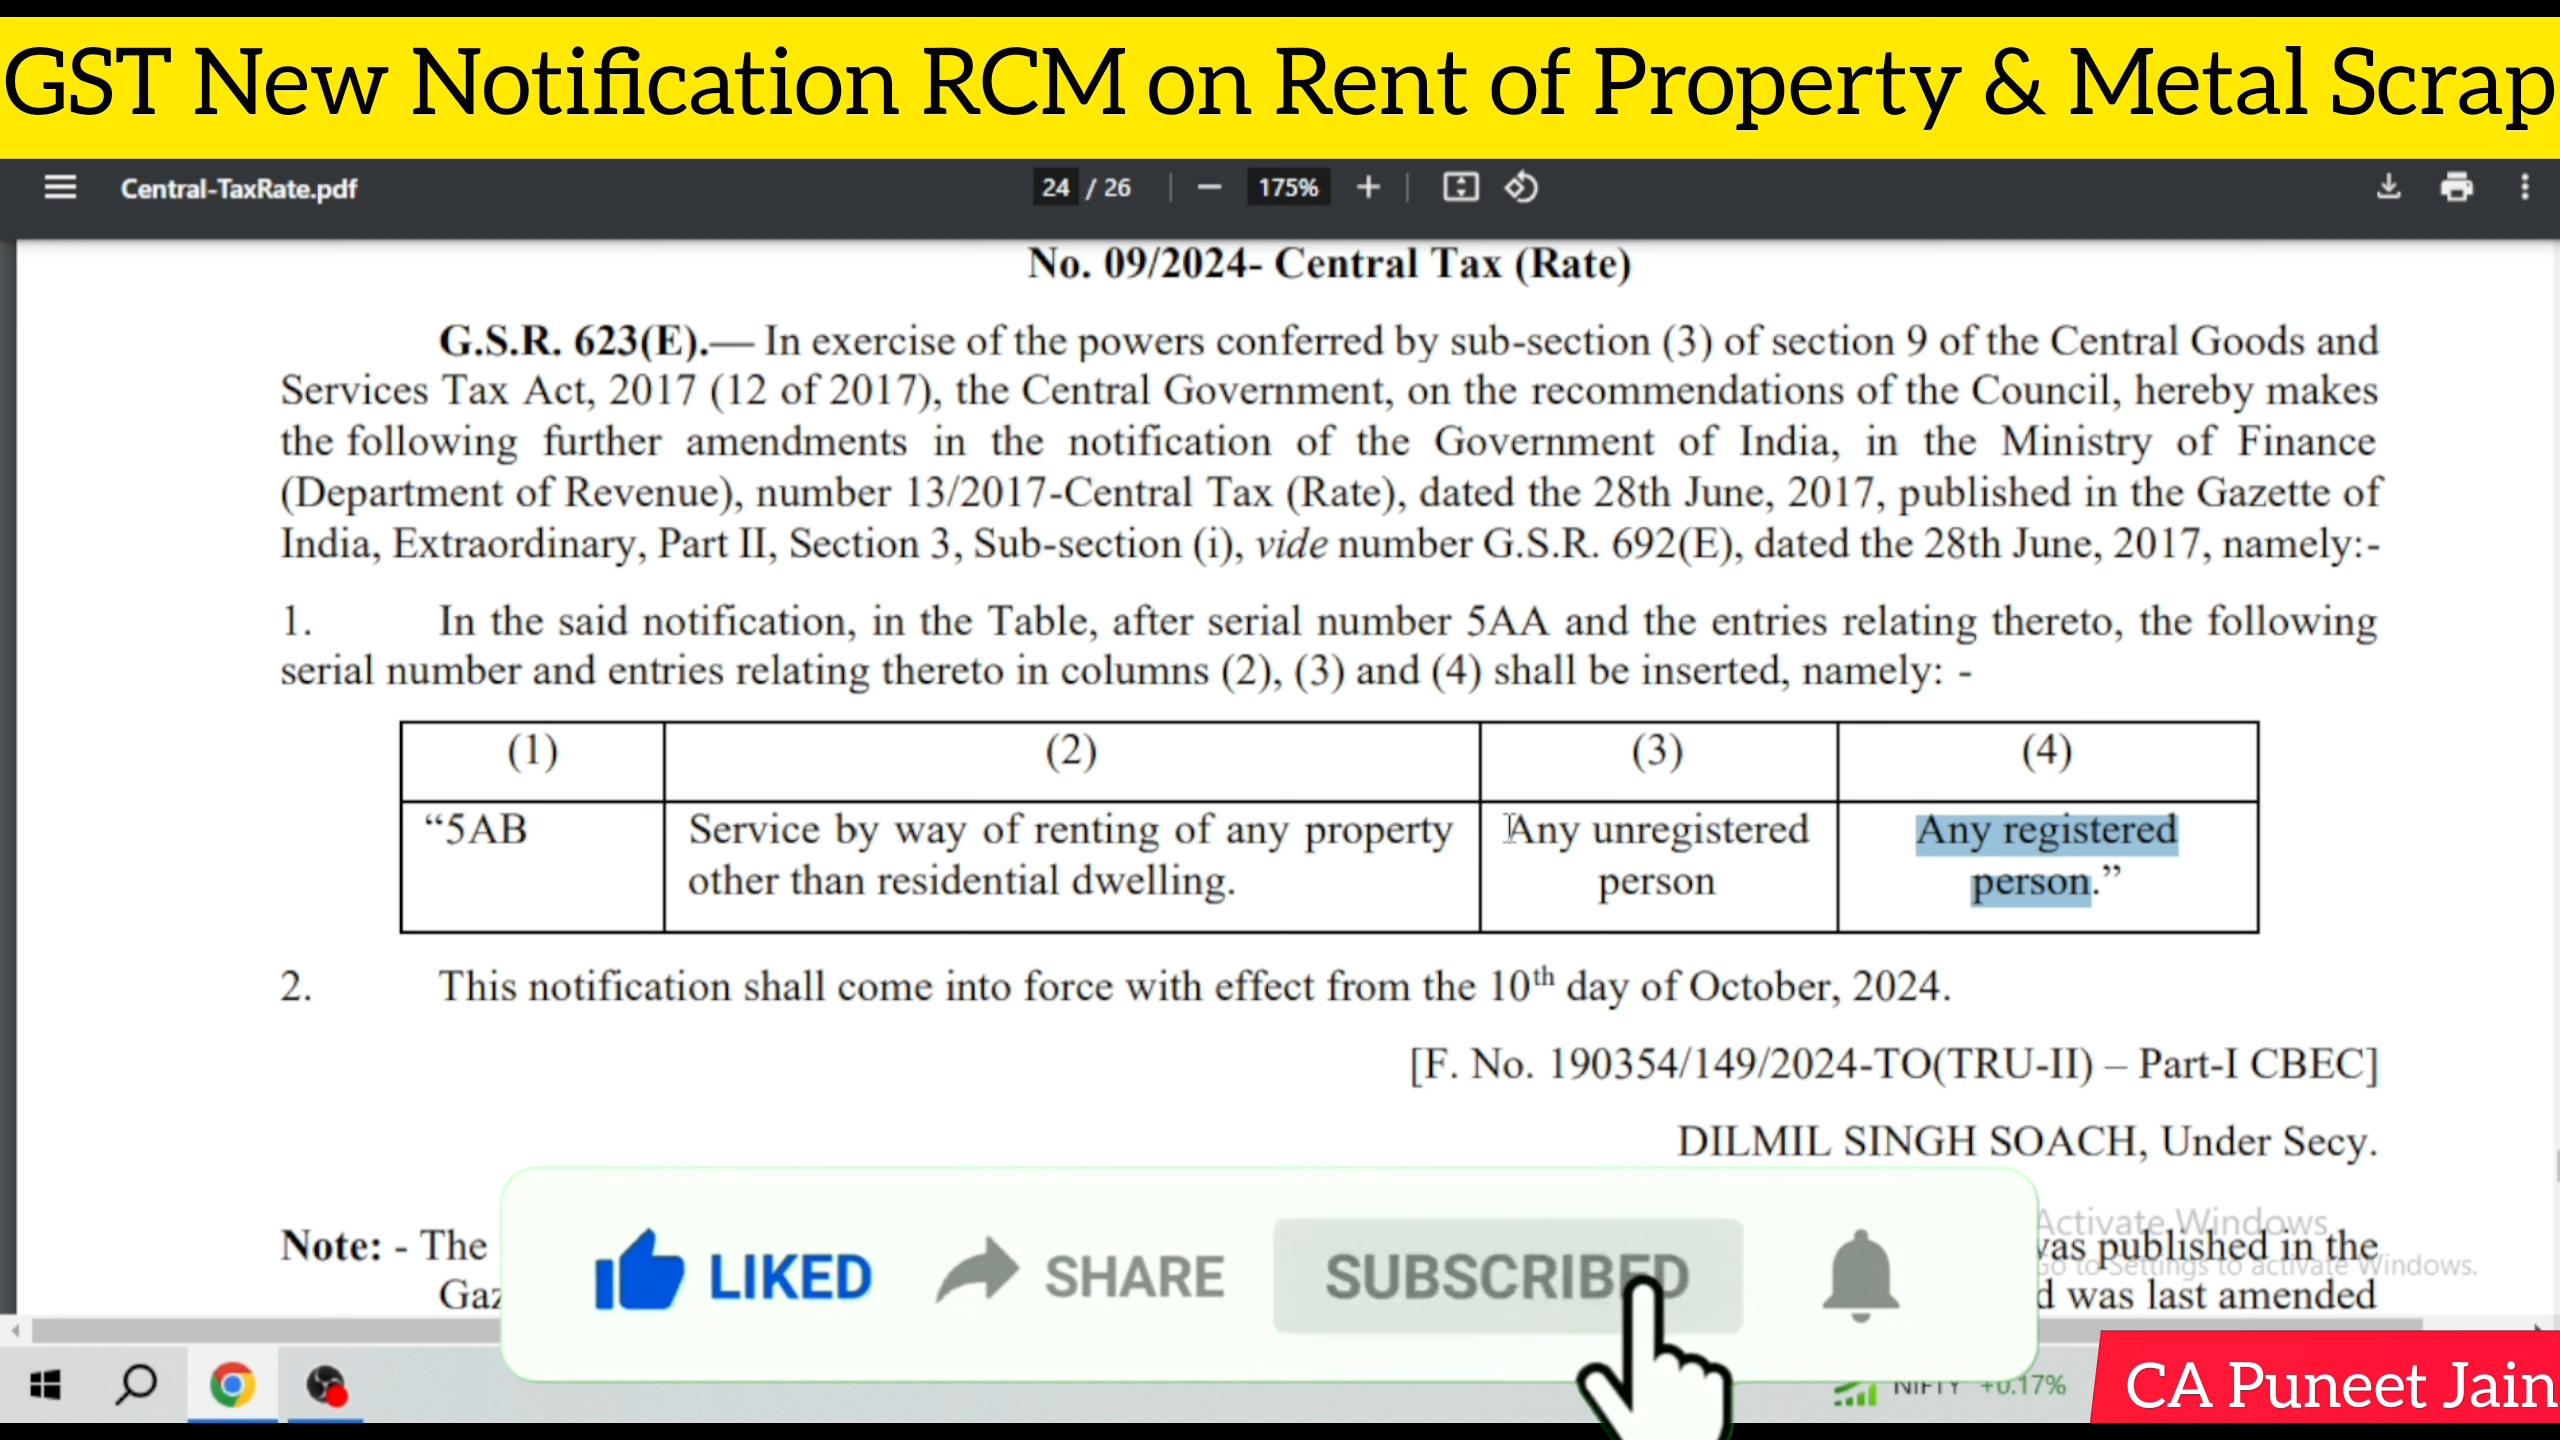 GST New Notification RCM on Rent of Property & Metal Scrap
Central-TaxRate.pdf
24 / 26
175%
No. 09/2024- Central Tax (Rate)
G.S.R. 623(E).— In exercise of the powers conferred by sub-section (3) of section 9 of the Central Goods and
Services Tax Act, 2017 (12 of 2017), the Central Government, on the recommendations of the Council, hereby makes
the following further amendments in the notification of the Government of India, in the Ministry of Finance
(Department of Revenue), number 13/2017-Central Tax (Rate), dated the 28th June, 2017, published in the Gazette of
India, Extraordinary, Part II, Section 3, Sub-section (i), vide number G.S.R. 692(E), dated the 28th June, 2017, namely:-
1. In the said notification, in the Table, after serial number 5AA and the entries relating thereto, the following
serial number and entries relating thereto in columns (2), (3) and (4) shall be inserted, namely: -
(1) (2) (3) (4)
“5AB Service by way of renting of any property Any unregistered Any registered
other than residential dwelling. person person.”
2. This notification shall come into force with effect from the 10th day of October, 2024.
[F. No. 190354/149/2024-TO(TRU-II) – Part-I CBEC]
DILMIL SINGH SOACH, Under Secy.
Activate Windows
Note: - The was published in the
Go to Settings to activate Windows.
was last amended
LIKED SHARE SUBSCRIBED
NIFTY +0.17%
CA Puneet Jain